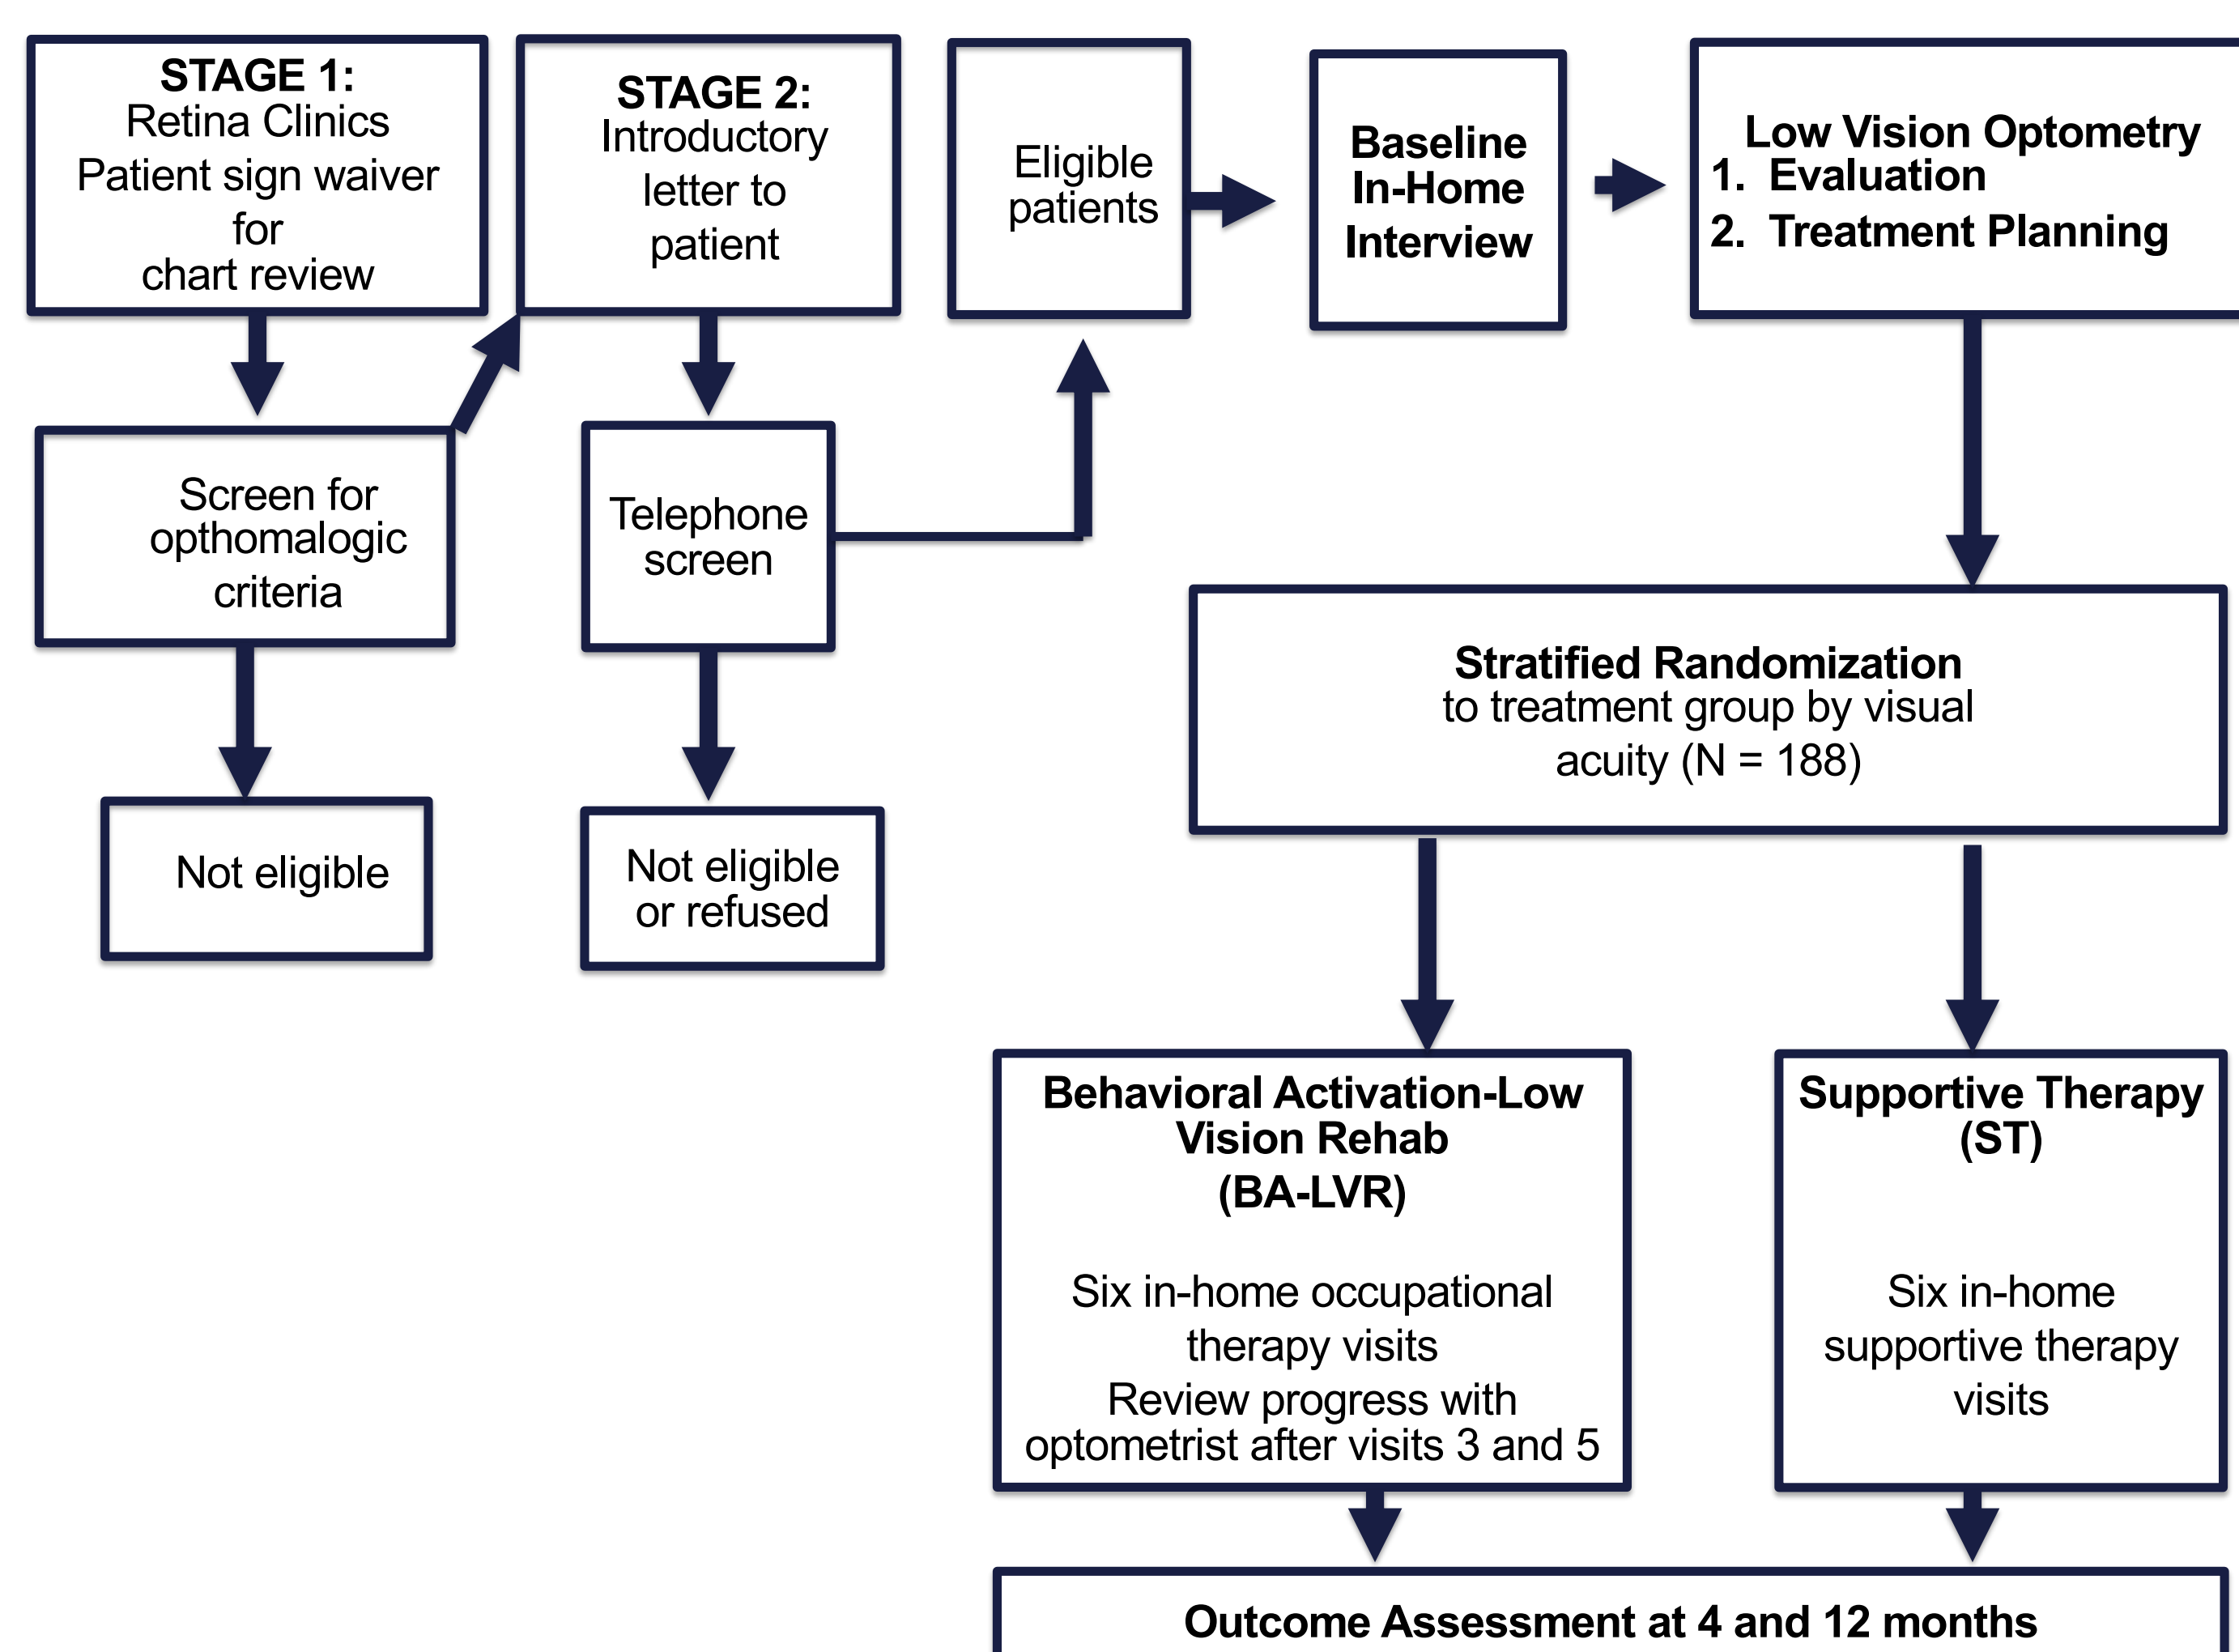 STAGE 1:
Retina Clinics
Patient sign waiver
for
chart review
Screen for
opthomalogic
criteria
Not eligible
STAGE 2:
Introductory
letter to
patient
Telephone
screen
Not eligible
or refused
Eligible
patients
Baseline
In-Home
Interview
Low Vision Optometry
1. Evaluation
2. Treatment Planning
Stratified Randomization
to treatment group by visual
acuity (N = 188)
Behavioral Activation-Low
Vision Rehab
(BA-LVR)
Six in-home occupational
therapy visits
Review progress with
optometrist after visits 3 and 5
Supportive Therapy
(ST)
Six in-home
supportive therapy
visits
Outcome Assessment at 4 and 12 months